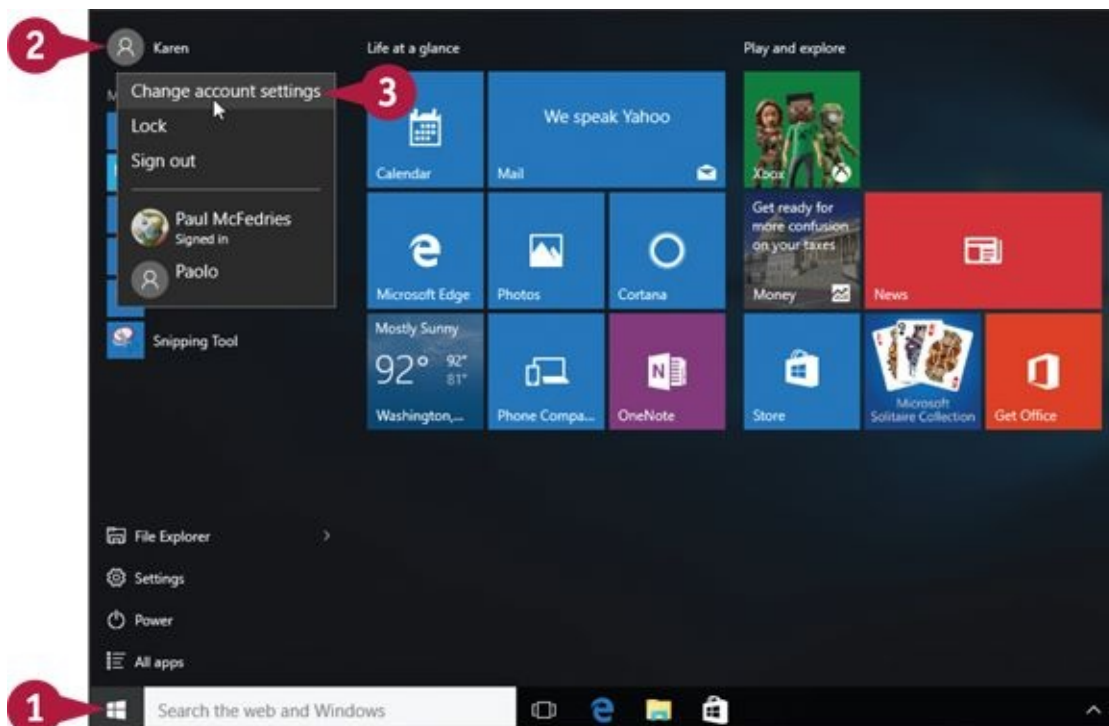 2
Karen
Life at a glance
Play and explore
M
Change account settings
3
Lock
Sign out
Paul McFedries
Signed in
Paolo
Snipping Tool
Calendar
We speak Yahoo
Mail
Xbox
Microsoft Edge
Photos
Cortana
Get ready for
more confusion
on your taxes
Money
News
Mostly Sunny
92° 92°
81°
Washington,...
Phone Compa...
N
OneNote
Store
Microsoft
Solitaire Collection
Get Office
File Explorer
Settings
Power
All apps
1
Search the web and Windows